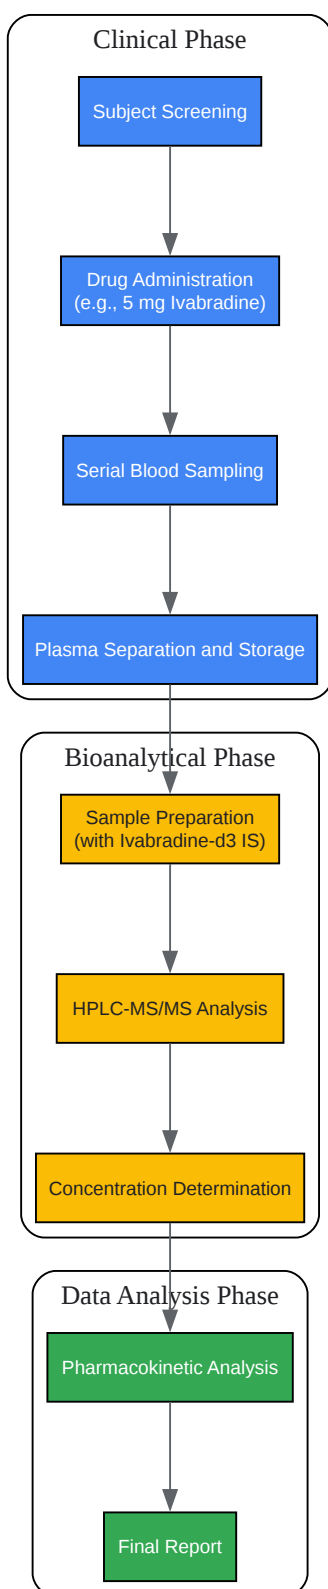 Clinical Phase
Subject Screening
Drug Administration
(e.g., 5 mg Ivabradine)
Serial Blood Sampling
Plasma Separation and Storage
Bioanalytical Phase
Sample Preparation
(with Ivabradine-d3 IS)
HPLC-MS/MS Analysis
Concentration Determination
Data Analysis Phase
Pharmacokinetic Analysis
Final Report